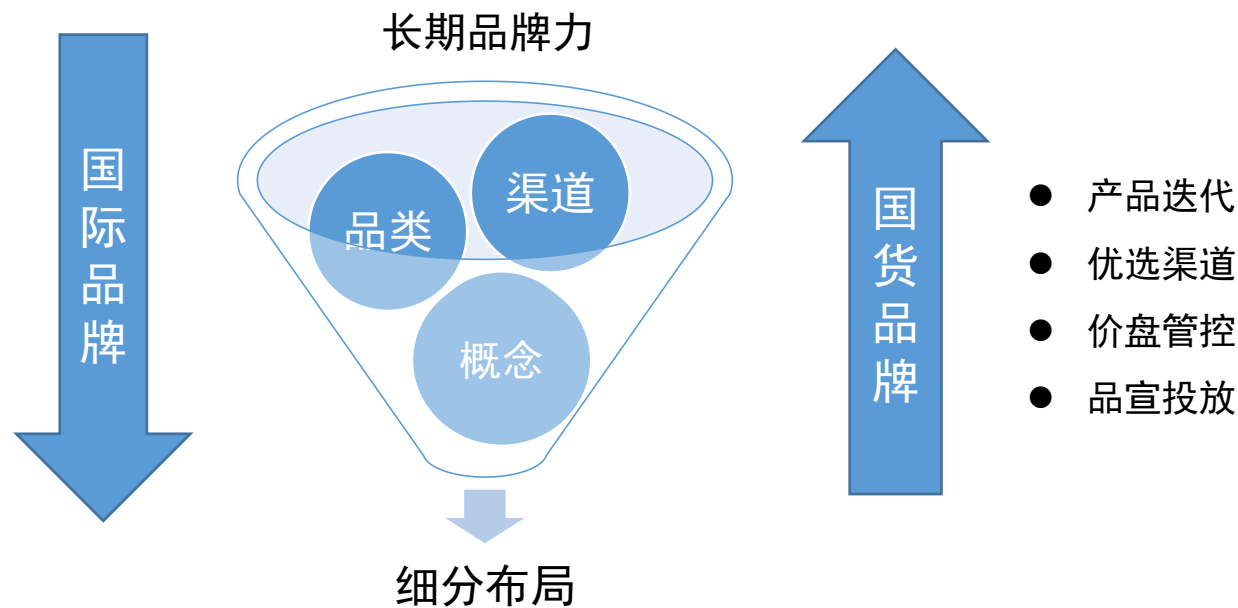 长期品牌力
国际品牌
渠道
品类
概念
细分布局
国货品牌
● 产品迭代
● 优选渠道
● 价盘管控
● 品宣投放